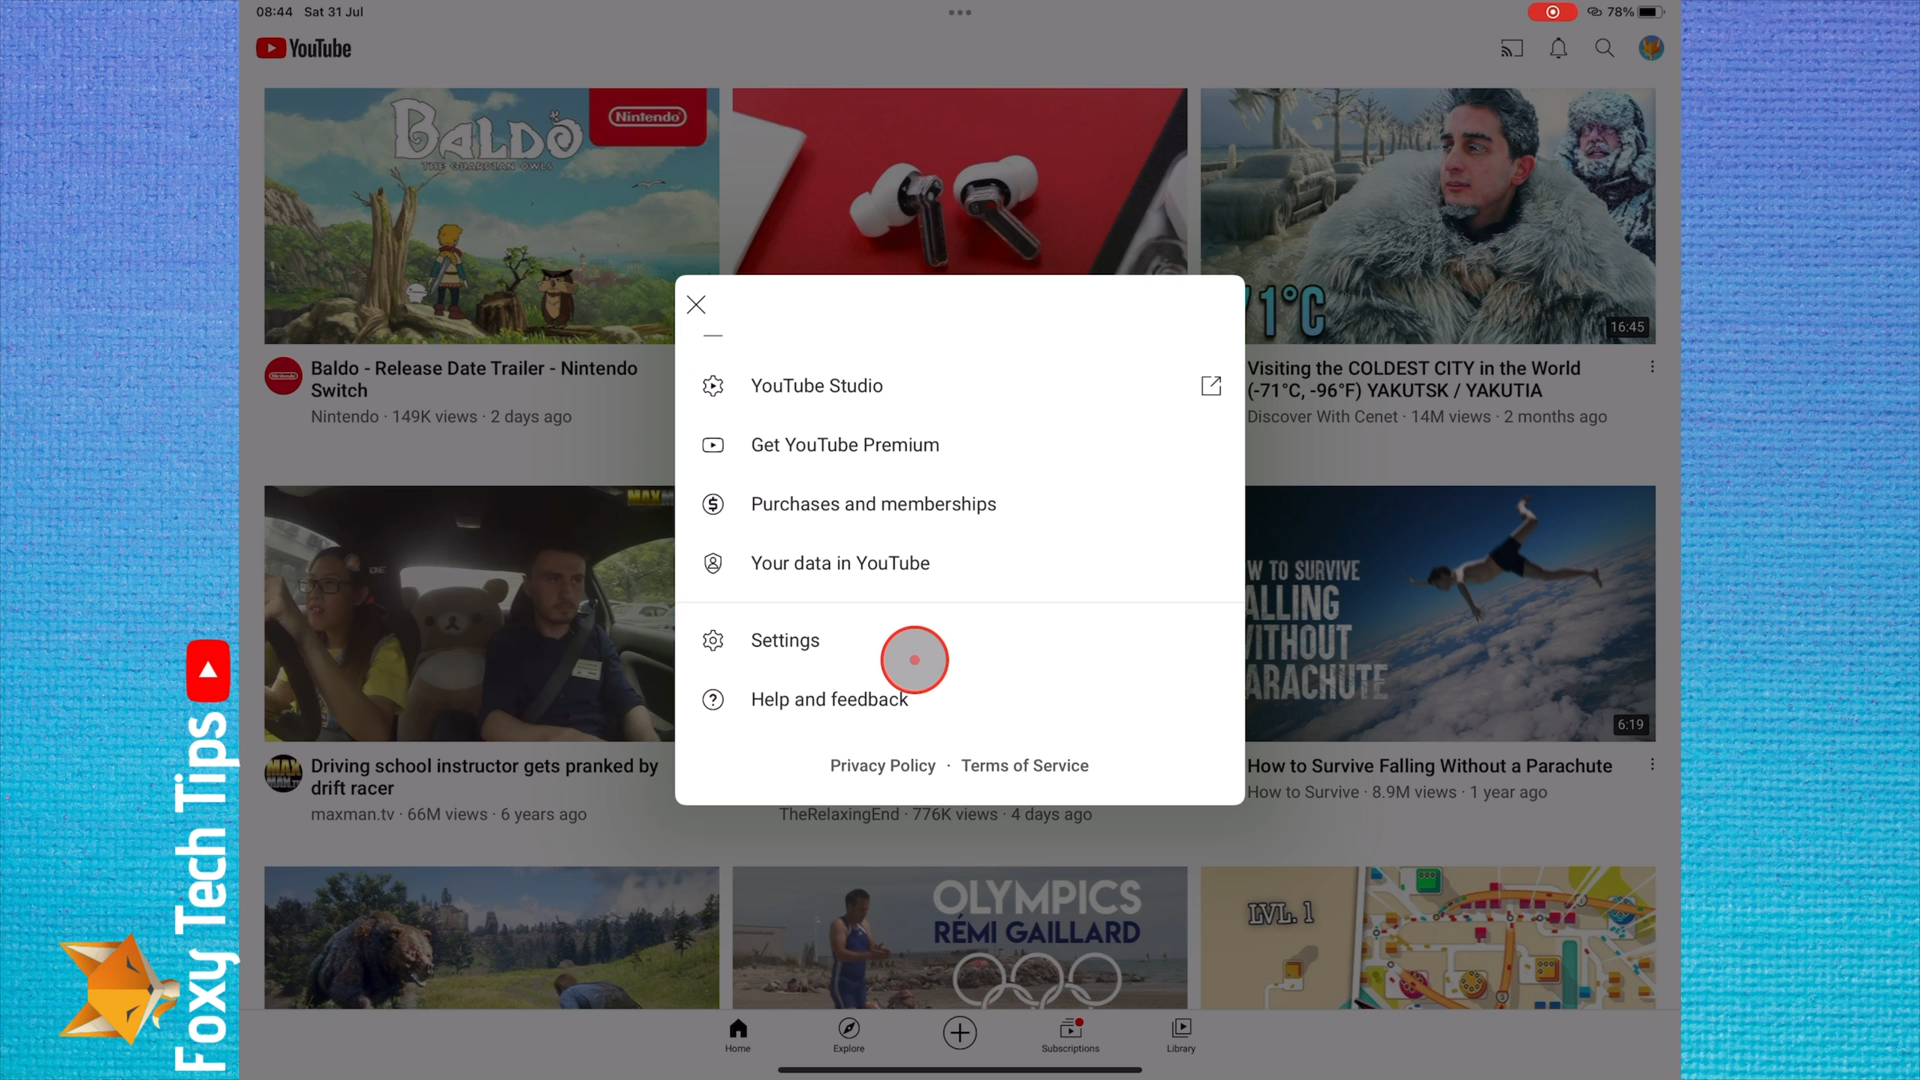 08:44 Sat 31 Jul
78%
YouTube
BALDO
THE GUARDIAN OWLS
Nintendo
71°C
16:45
Baldo - Release Date Trailer - Nintendo
Switch
Nintendo · 149K views · 2 days ago
Visiting the COLDEST CITY in the World
(-71°C, -96°F) YAKUTSK / YAKUTIA
Discover With Cenet · 14M views · 2 months ago
YouTube Studio
Get YouTube Premium
Purchases and memberships
Your data in YouTube
Settings
Help and feedback
Privacy Policy · Terms of Service
W TO SURVIVE
ALLING
WITHOUT
ARACHUTE
6:19
Driving school instructor gets pranked by
drift racer
maxman.tv · 66M views · 6 years ago
TheRelaxingEnd · 776K views · 4 days ago
How to Survive Falling Without a Parachute
How to Survive · 8.9M views · 1 year ago
OLYMPICS
RÉMI GAILLARD
LVL. 1
Home
Explore
Subscriptions
Library
Foxy Tech Tips